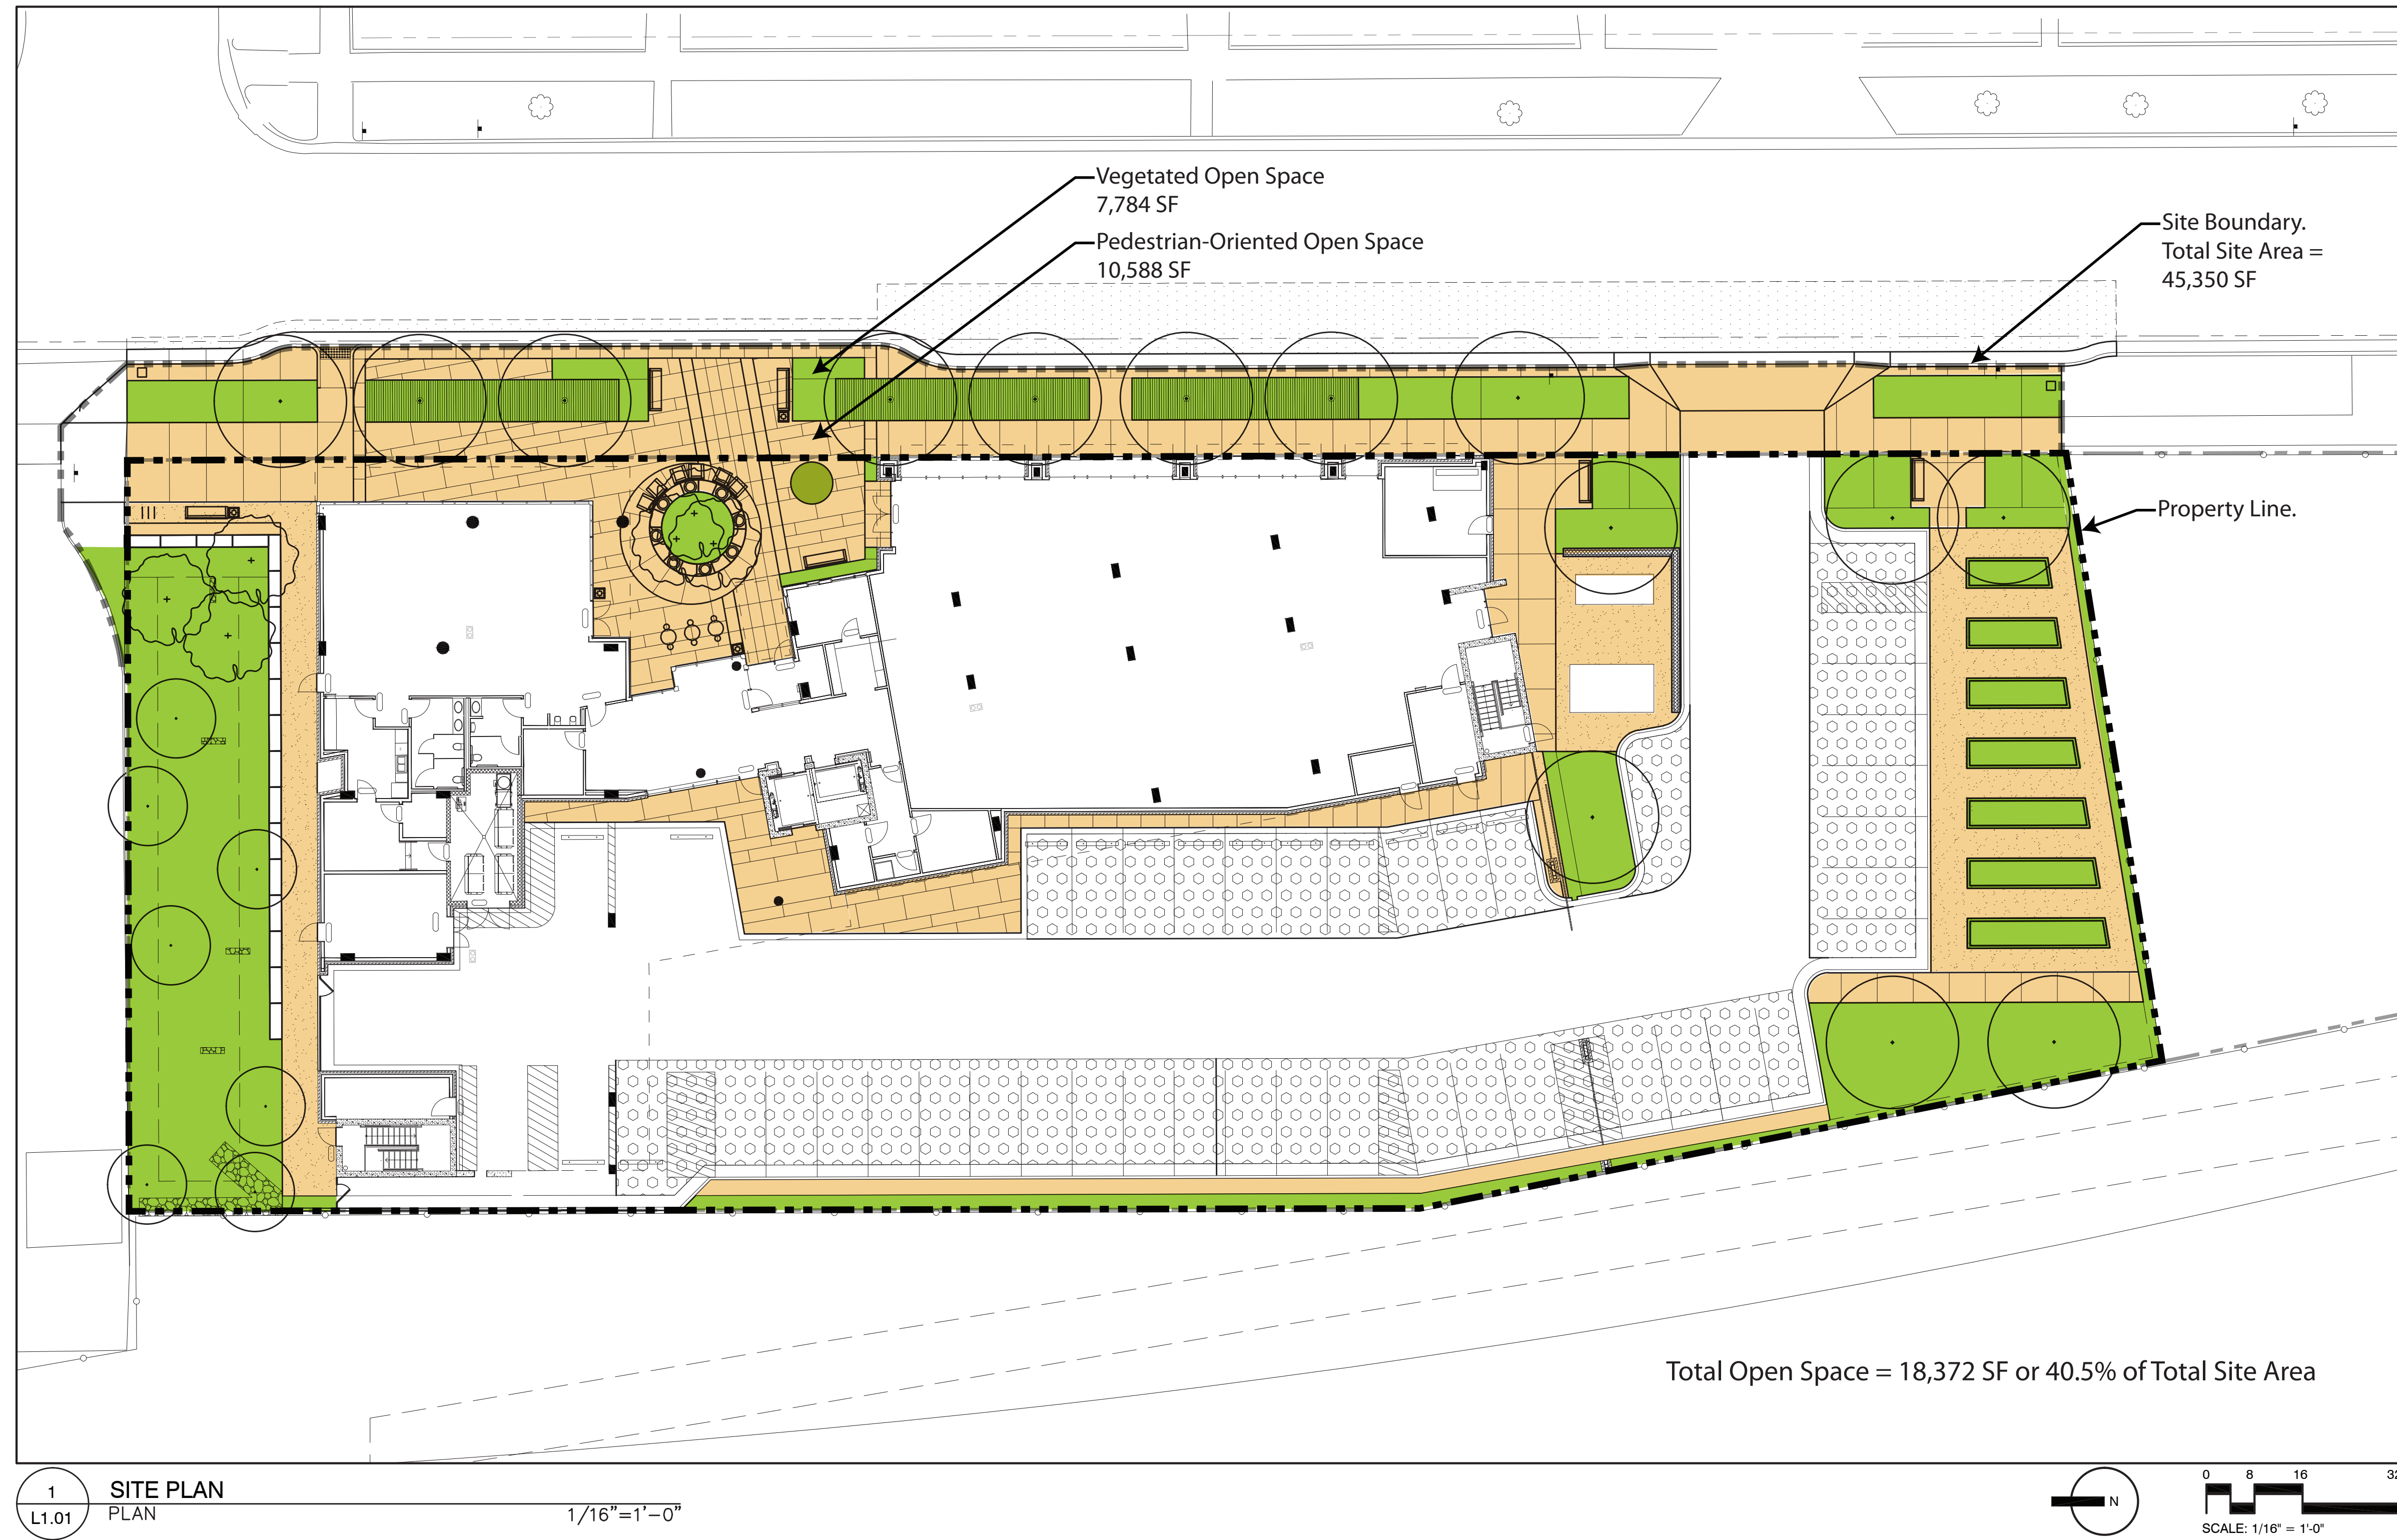 Vegetated Open Space
7,784 SF
Pedestrian-Oriented Open Space
10,588 SF
Site Boundary.
Total Site Area =
45,350 SF
Property Line.
Total Open Space = 18,372 SF or 40.5% of Total Site Area
1
L1.01
SITE PLAN
PLAN
1/16"=1'-0"
N
0 8 16 32
SCALE: 1/16" = 1'-0"